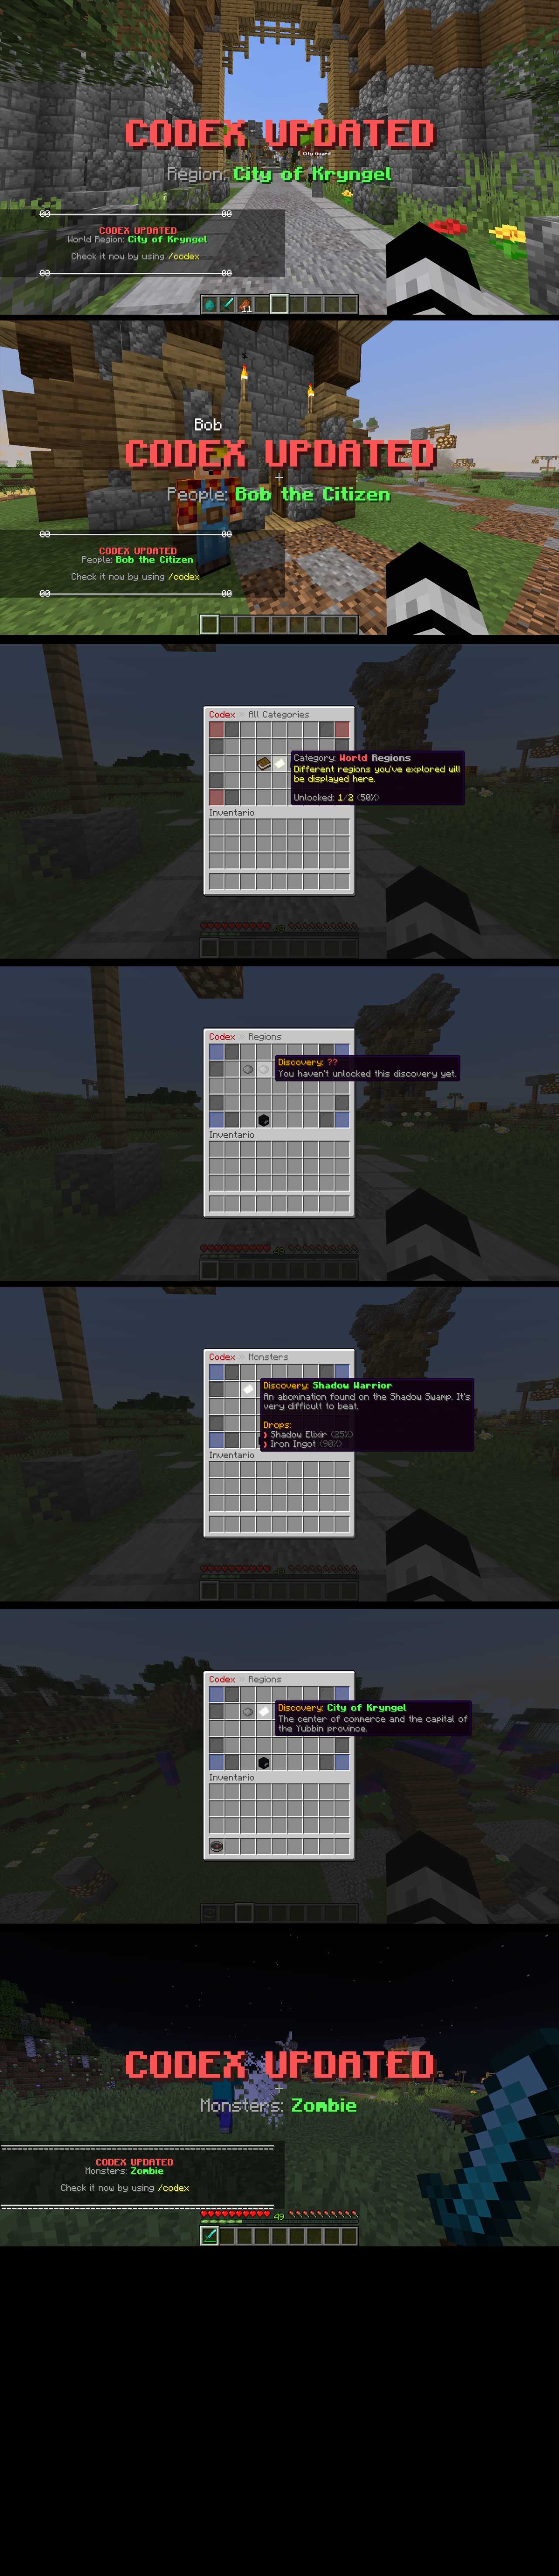 CODEX UPDATED
City Guard
Region: City of Kryngel
CODEX UPDATED
World Region: City of Kryngel
Check it now by using /codex
11
Bob
CODEX UPDATED
People: Bob the Citizen
CODEX UPDATED
People: Bob the Citizen
Check it now by using /codex
Codex » All Categories
Category: World Regions
Different regions you've explored will
be displayed here.
Unlocked: 1/2 (50%)
Inventario
Codex » Regions
Discovery: ??
You haven't unlocked this discovery yet.
Inventario
Codex » Monsters
Discovery: Shadow Warrior
An abomination found on the Shadow Swamp. It's
very difficult to beat.
Drops:
Shadow Elixir (25%)
Iron Ingot (90%)
Inventario
Codex » Regions
Discovery: City of Kryngel
The center of commerce and the capital of
the Yubbin province.
Inventario
CODEX UPDATED
Monsters: Zombie
CODEX UPDATED
Monsters: Zombie
Check it now by using /codex
49